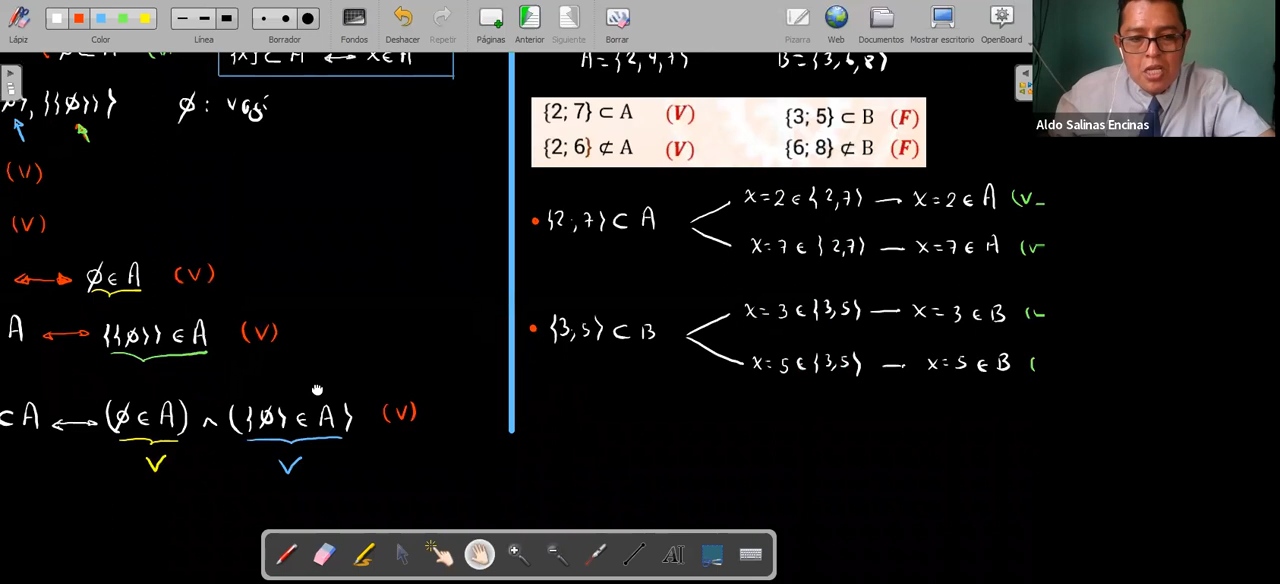 Lápiz Color Línea Borrador Fondos Deshacer Repetir Páginas Anterior Siguiente Borrar Pizarra Web Documentos Mostrar escritorio OpenBoard
Aldo Salinas Encinas
{x} ⊂ A ↔ x ∈ A
, {{∅}} }
∅ :
(V)
(V)
↔ ∅ ∈ A (V)
A ↔ {{∅}} ∈ A (V)
⊂ A ↔ (∅ ∈ A) ∧ ({∅} ∈ A} (V)
V V
A = {2, 4, 7} B = {3, 6, 8}
{2; 7} ⊂ A (V) {3; 5} ⊂ B (F)
{2; 6} ⊄ A (V) {6; 8} ⊄ B (F)
x = 2 ∈ {2, 7} — x = 2 ∈ A (V
• {2, 7} ⊂ A
x = 7 ∈ {2, 7} — x = 7 ∈ A (V
x = 3 ∈ {3, 5} — x = 3 ∈ B (
• {3, 5} ⊂ B
x = 5 ∈ {3, 5} — x = 5 ∈ B (
AI